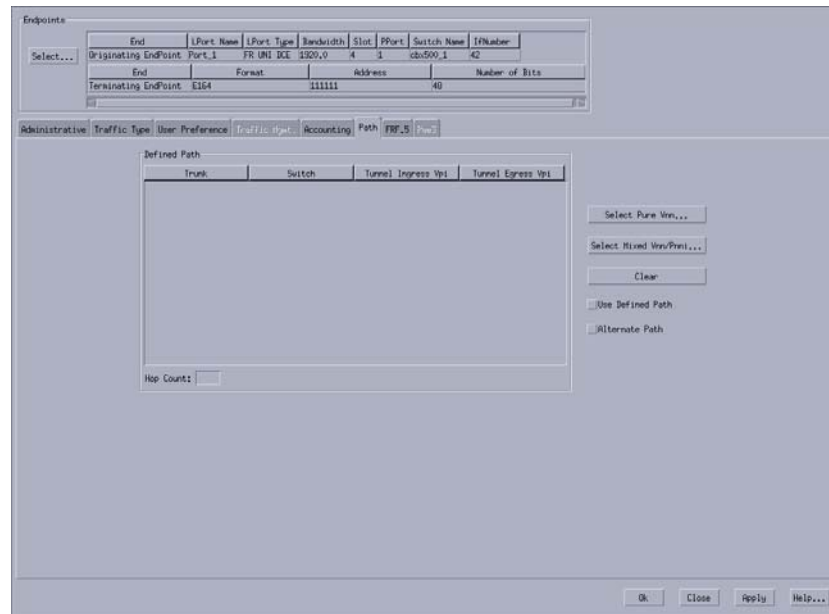 Endpoints
Select...
End LPort Name LPort Type Bandwidth Slot PPort Switch Name IfNumber
Originating EndPoint Port_1 FR UNI DCE 1920.0 4 1 cbx500_1 42
End Format Address Number of Bits
Terminating EndPoint E164 111111 40
Administrative Traffic Type User Preference Traffic Mgmt. Accounting Path FRF.5
Defined Path
Trunk Switch Tunnel Ingress Vpi Tunnel Egress Vpi
Select Pure Vnn...
Select Mixed Vnn/Pnni...
Clear
Use Defined Path
Alternate Path
Hop Count:
Ok Close Apply Help...